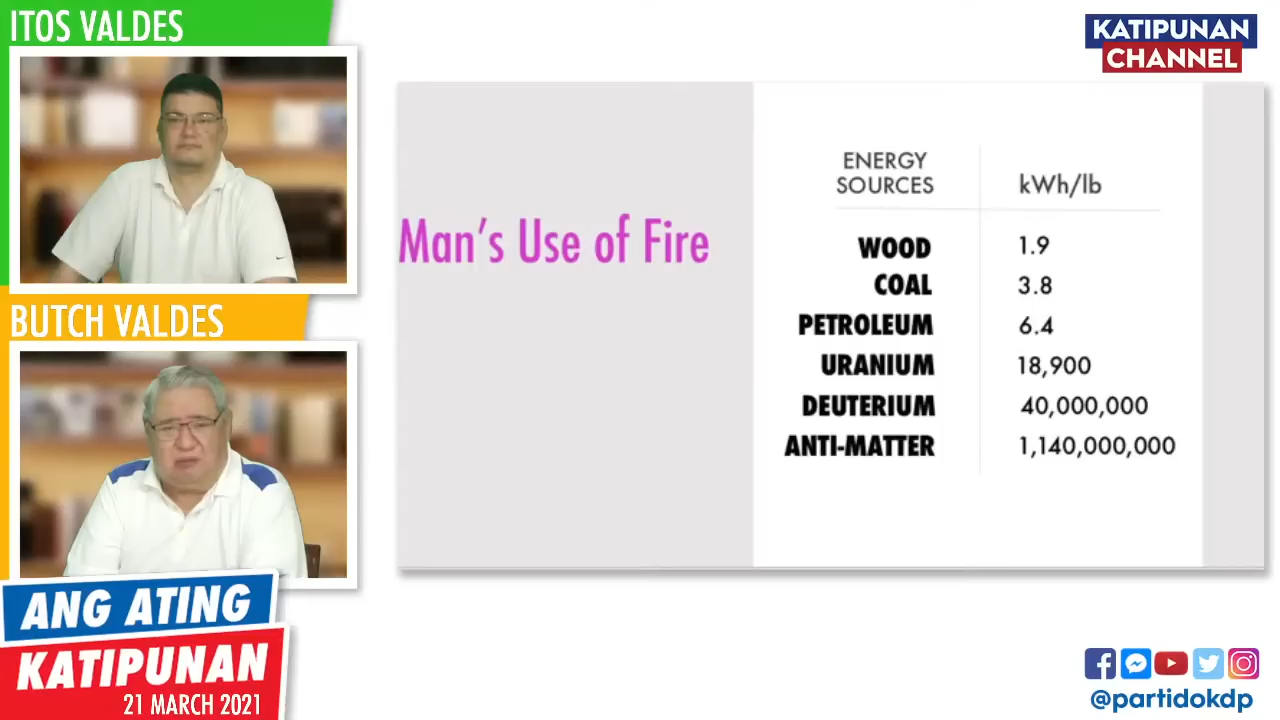 ITOS VALDES
BUTCH VALDES
ANG ATING
KATIPUNAN
21 MARCH 2021
KATIPUNAN
CHANNEL
Man's Use of Fire
ENERGY
SOURCES
kWh/lb
WOOD 1.9
COAL 3.8
PETROLEUM 6.4
URANIUM 18,900
DEUTERIUM 40,000,000
ANTI-MATTER 1,140,000,000
@partidokdp